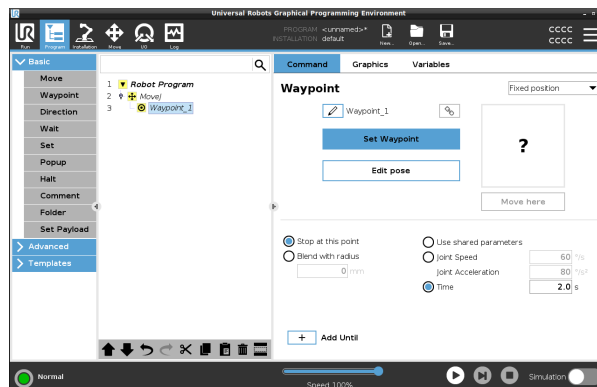 Universal Robots Graphical Programming Environment
Run Program Installation Move I/O Log
PROGRAM <unnamed>*
INSTALLATION default
New... Open... Save...
CCCC
CCCC
Basic
Move
Waypoint
Direction
Wait
Set
Popup
Halt
Comment
Folder
Set Payload
Advanced
Templates
1 Robot Program
2 MoveJ
3 Waypoint_1
Command Graphics Variables
Waypoint
Fixed position
Waypoint_1
Set Waypoint
Edit pose
?
Move here
Stop at this point
Blend with radius
0 mm
Use shared parameters
Joint Speed 60 °/s
Joint Acceleration 80 °/s²
Time 2.0 s
+ Add Until
Normal
Speed 100%
Simulation